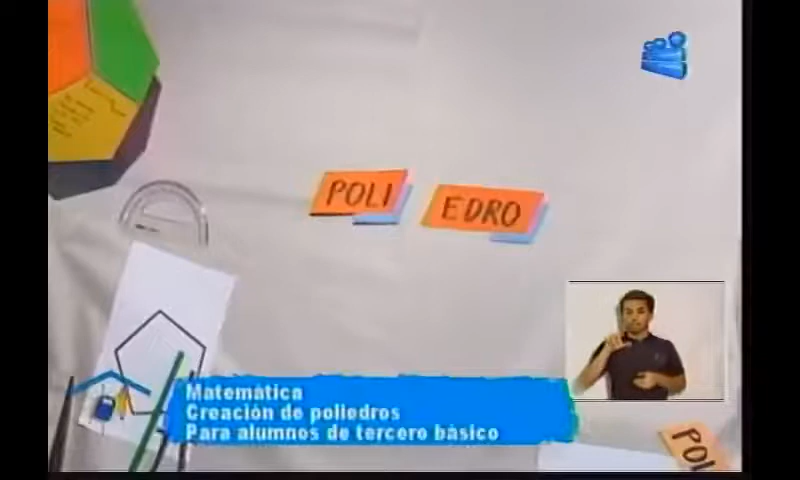 POLI EDRO
Matemática
Creación de poliedros
Para alumnos de tercero básico
POL